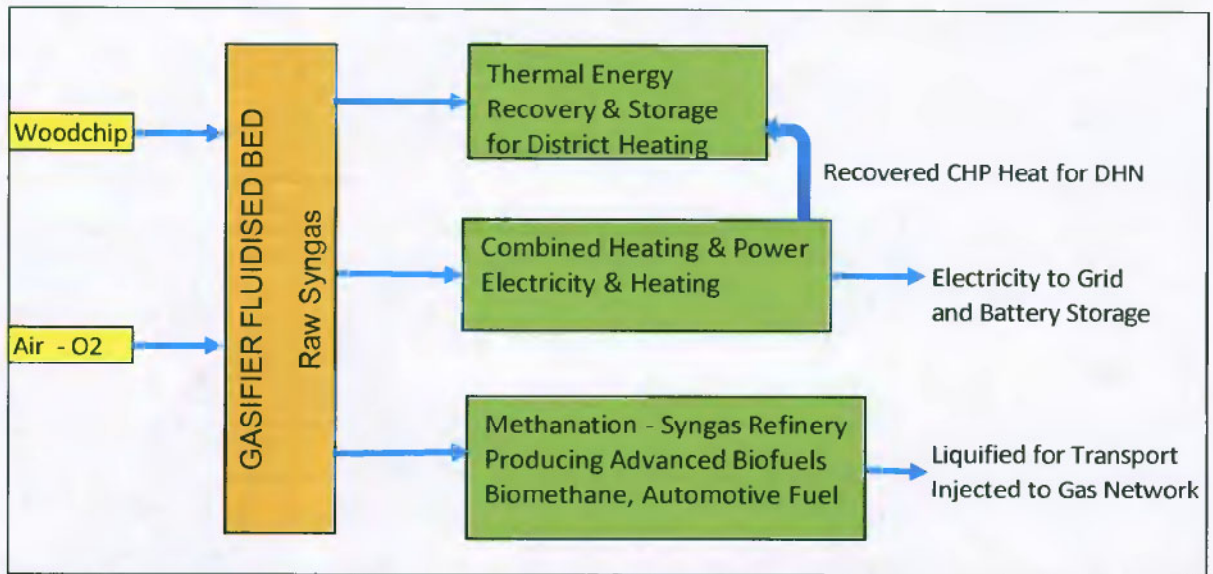 Woodchip
Air - O2
GASIFIER FLUIDISED BED
Raw Syngas
Thermal Energy
Recovery & Storage
for District Heating
Recovered CHP Heat for DHN
Combined Heating & Power
Electricity & Heating
Electricity to Grid
and Battery Storage
Methanation - Syngas Refinery
Producing Advanced Biofuels
Biomethane, Automotive Fuel
Liquified for Transport
Injected to Gas Network